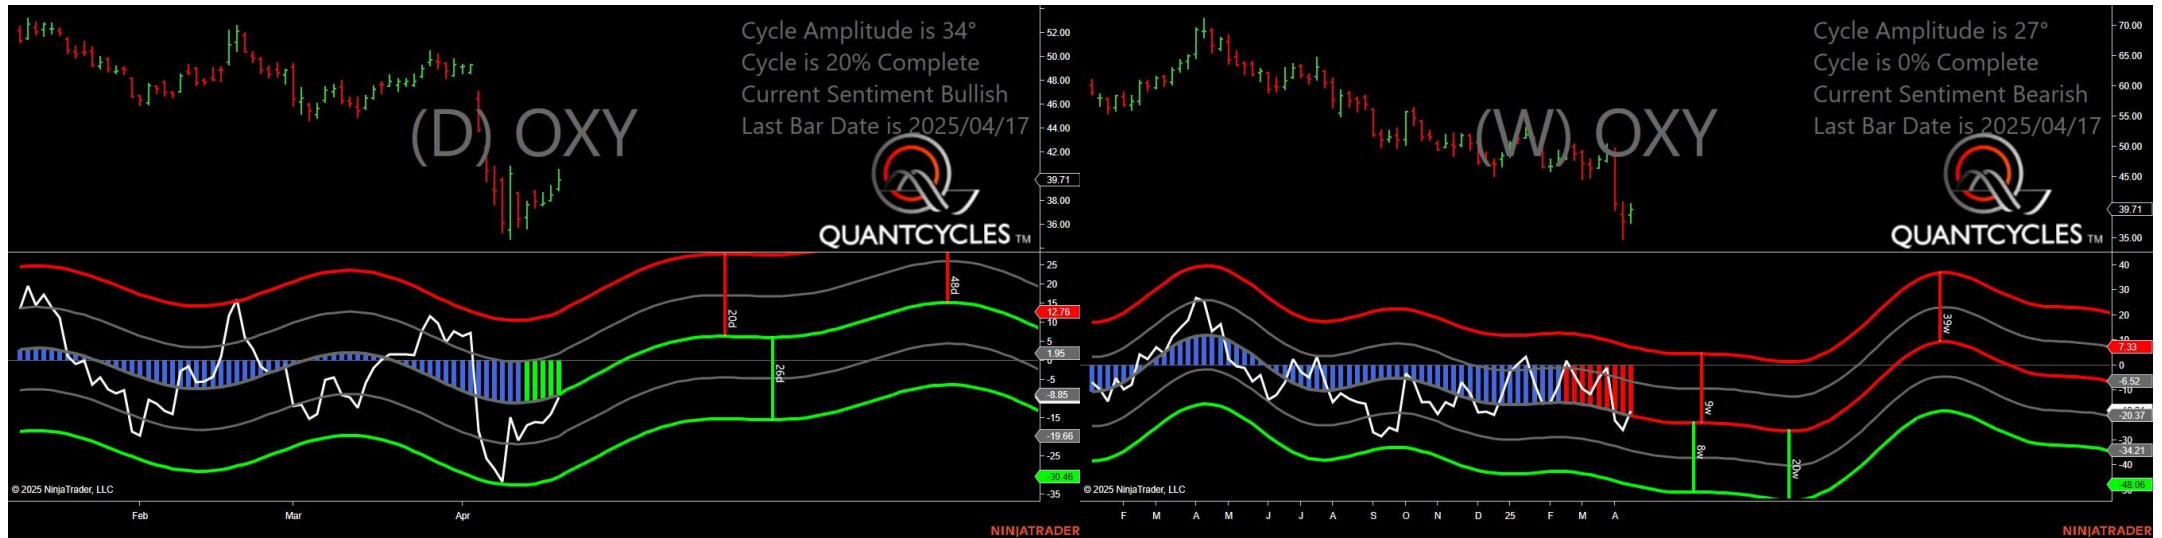 Cycle Amplitude is 34°
Cycle is 20% Complete
Current Sentiment Bullish
Last Bar Date is 2025/04/17
(D) OXY
QUANTCYCLES TM
52.00
50.00
48.00
46.00
44.00
42.00
39.71
38.00
36.00
25
20
15
12.76
10
5
1.95
0
-5
-8.85
-15
-19.66
-25
-30.46
-35
20d
26d
48d
© 2025 NinjaTrader, LLC
Feb Mar Apr
NINJATRADER
Cycle Amplitude is 27°
Cycle is 0% Complete
Current Sentiment Bearish
Last Bar Date is 2025/04/17
(W) OXY
QUANTCYCLES TM
70.00
65.00
60.00
55.00
50.00
45.00
39.71
35.00
40
30
20
7.33
0
-6.52
-10
-20.37
-30
-34.21
-40
-48.06
9w
8w
20w
39w
© 2025 NinjaTrader, LLC
F M A M J J A S O N D 25 F M A
NINJATRADER